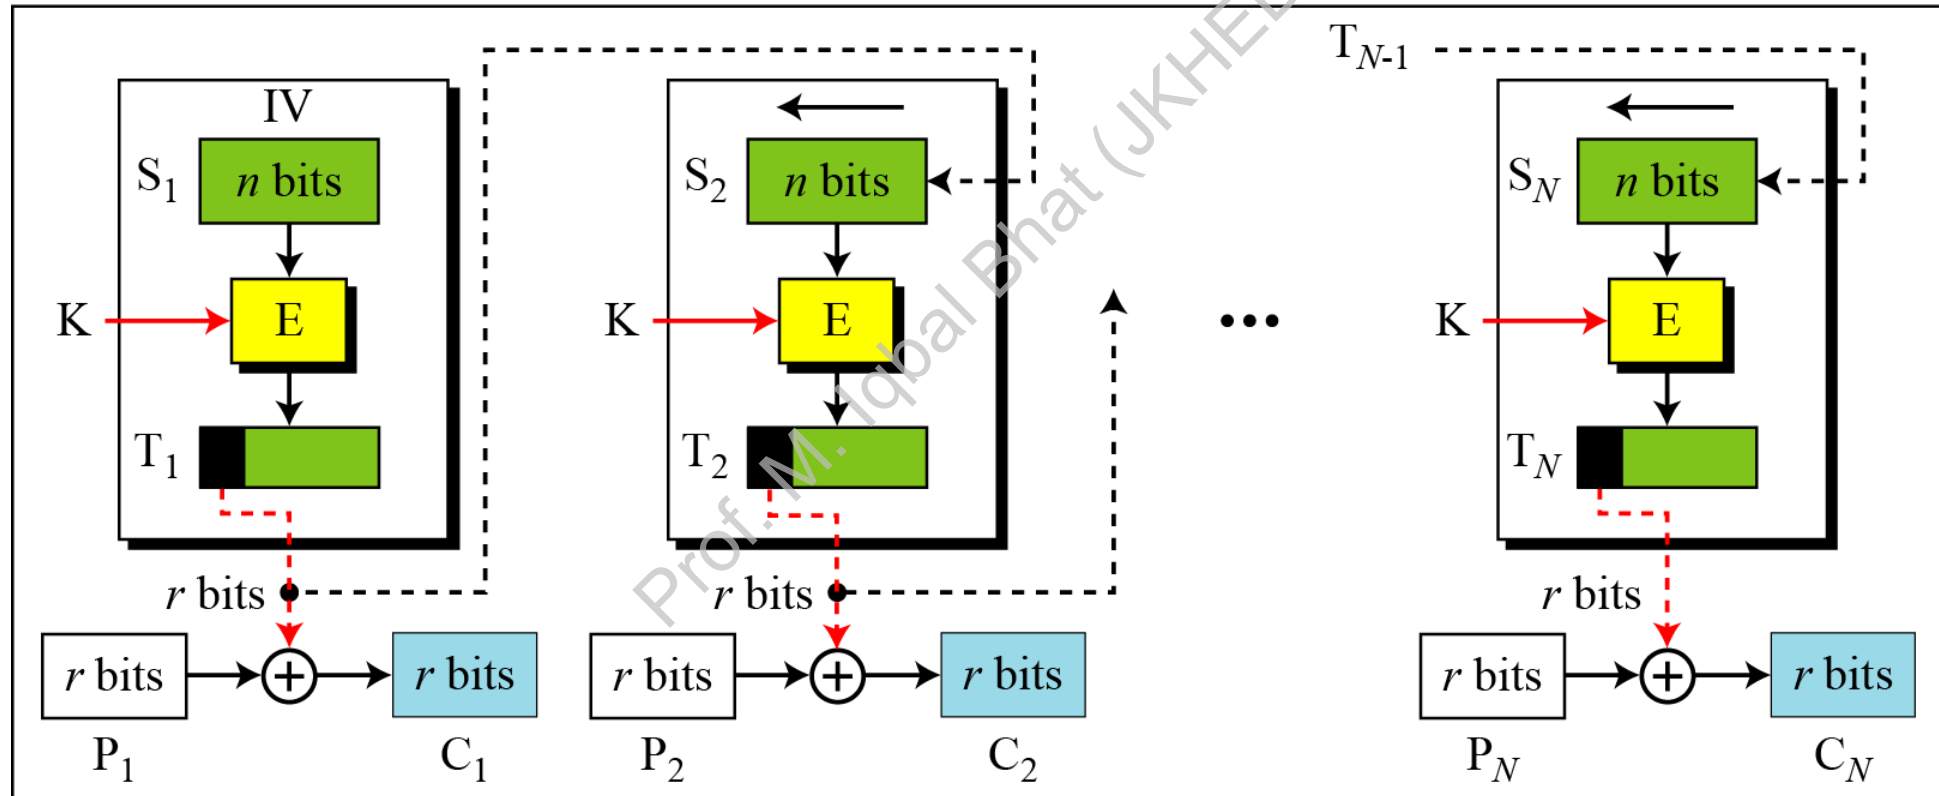 T_{N-1}
IV
S_1 n bits S_2 n bits S_N n bits
K E K E K E
T_1 T_2 T_N
r bits r bits r bits
r bits r bits r bits r bits r bits r bits
P_1 C_1 P_2 C_2 P_N C_N
Prof. M. Iqbal Bhat (JKHED